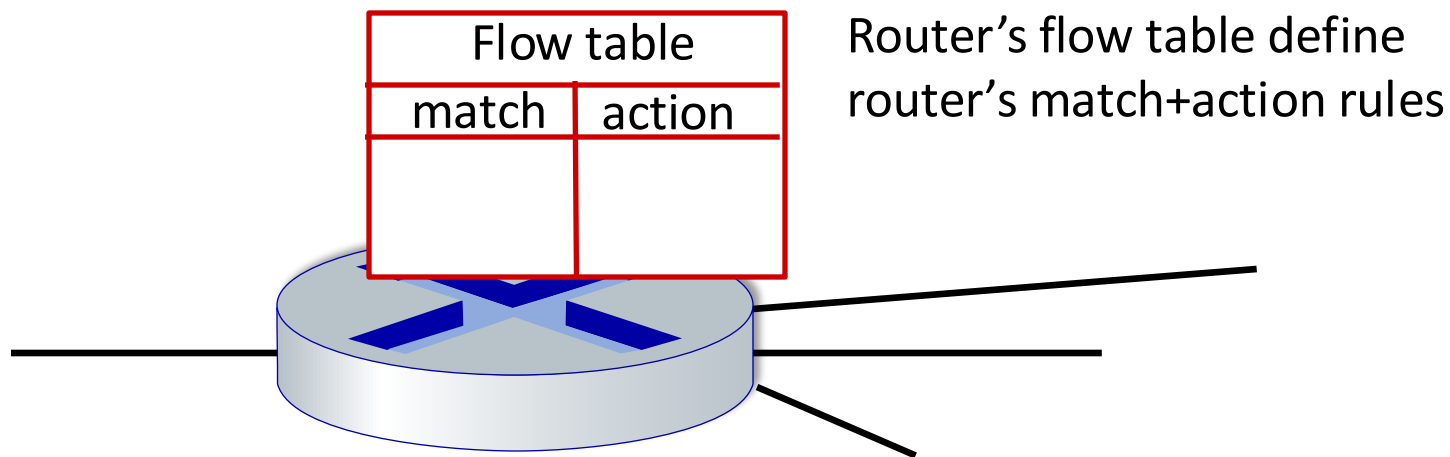 Flow table
match action
Router’s flow table define
router’s match+action rules